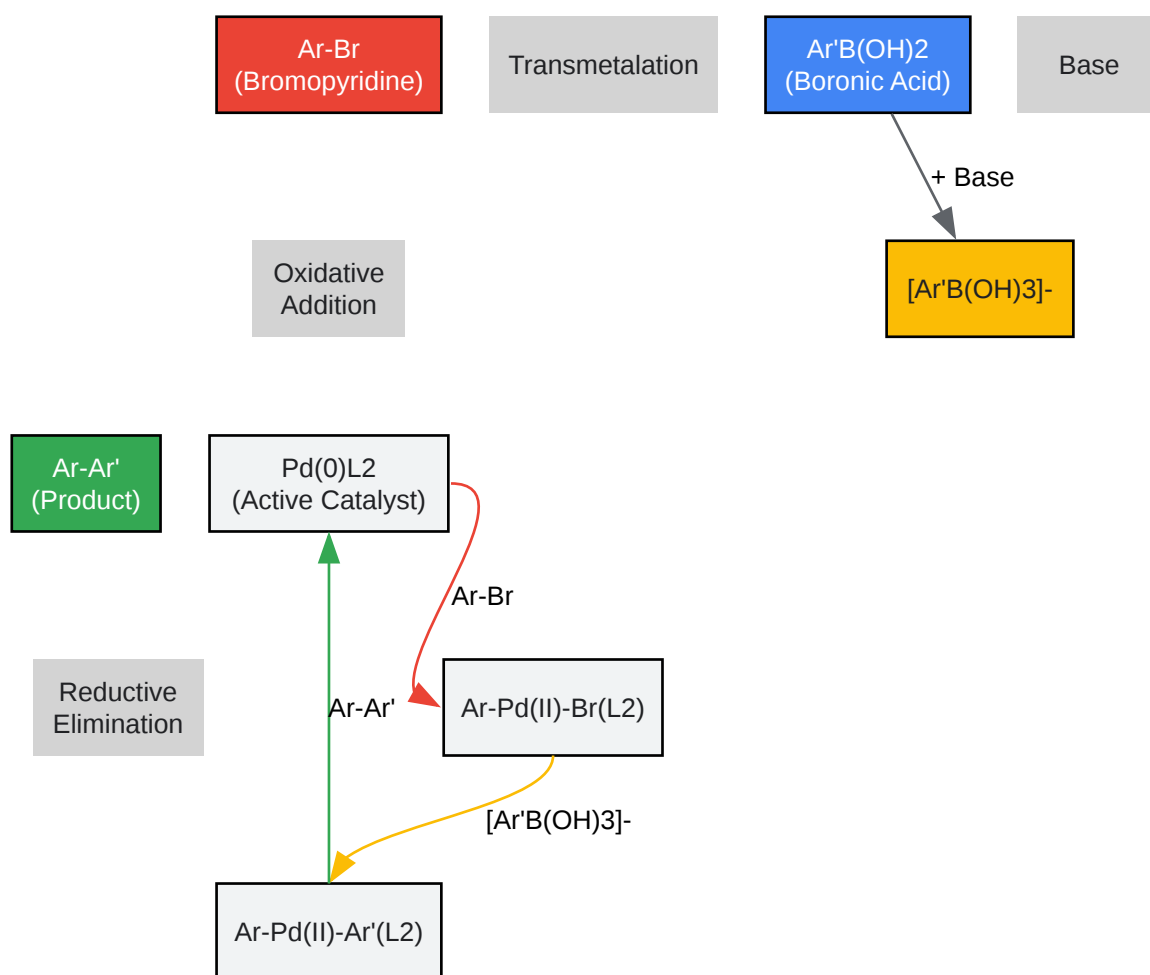 Ar-Br
(Bromopyridine)
Transmetalation
Ar'B(OH)2
(Boronic Acid)
Base
+ Base
Oxidative
Addition
[Ar'B(OH)3]-
Ar-Ar'
(Product)
Pd(0)L2
(Active Catalyst)
Ar-Br
Reductive
Elimination
Ar-Ar'
Ar-Pd(II)-Br(L2)
[Ar'B(OH)3]-
Ar-Pd(II)-Ar'(L2)